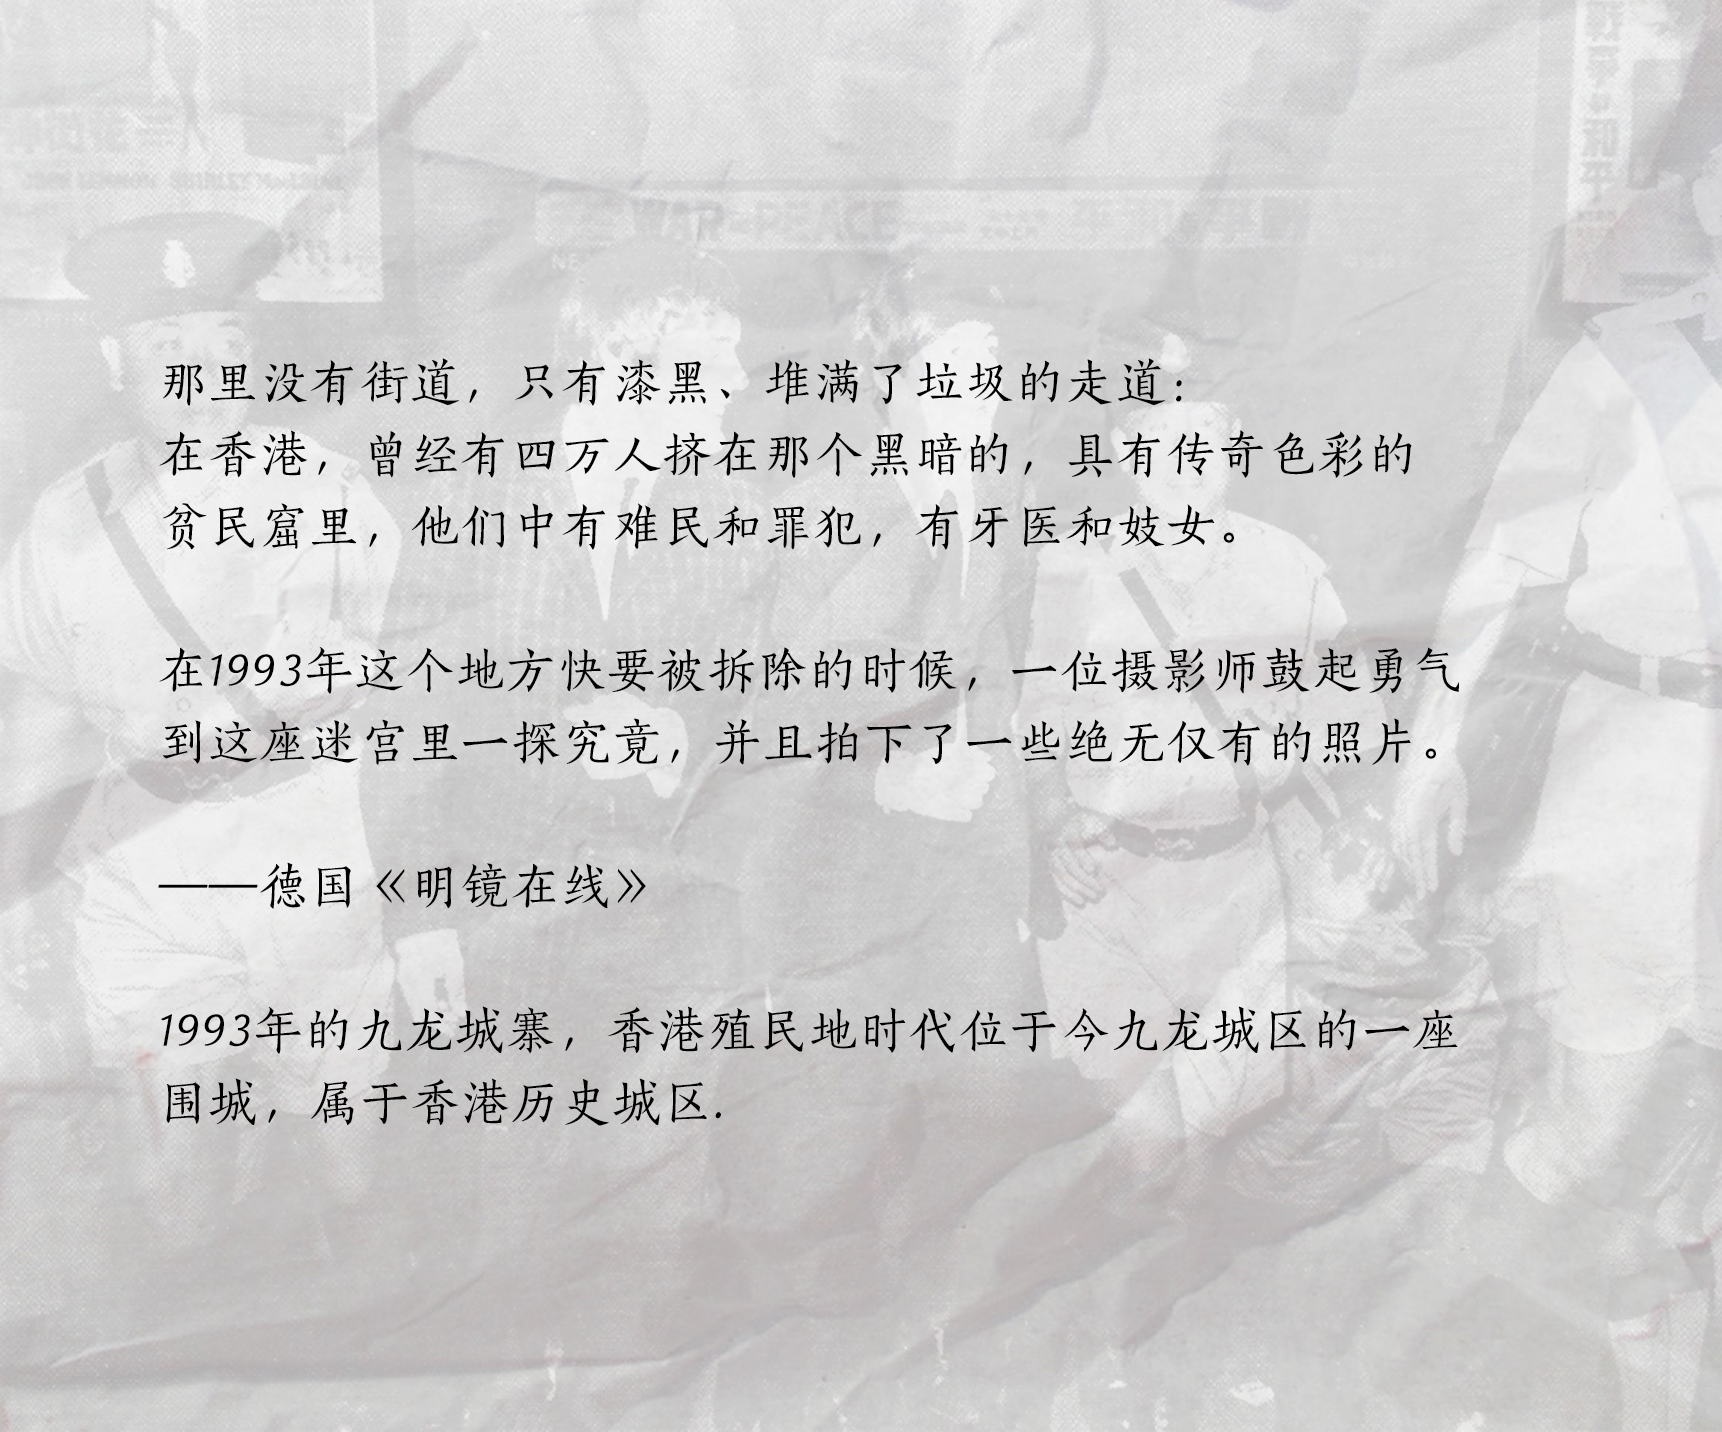 WAR AND PEACE
和平
那里没有街道，只有漆黑、堆满了垃圾的走道：
在香港，曾经有四万人挤在那个黑暗的，具有传奇色彩的
贫民窟里，他们中有难民和罪犯，有牙医和妓女。
在1993年这个地方快要被拆除的时候，一位摄影师鼓起勇气
到这座迷宫里一探究竟，并且拍下了一些绝无仅有的照片。
——德国《明镜在线》
1993年的九龙城寨，香港殖民地时代位于今九龙城区的一座
围城，属于香港历史城区.